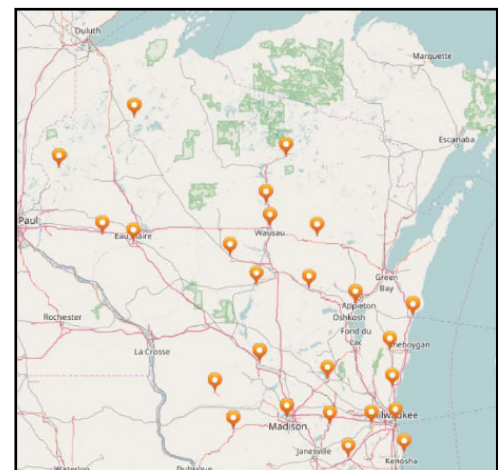 Duluth
Marquette
Escanaba
Paul
Eau Claire
Wausau
Green
Bay
Appleton
Oshkosh
Rochester
Fond du
Lac
heboygan
La Crosse
Milwaukee
Madison
Janesville
Kenosha
Waterloo
Dubuque